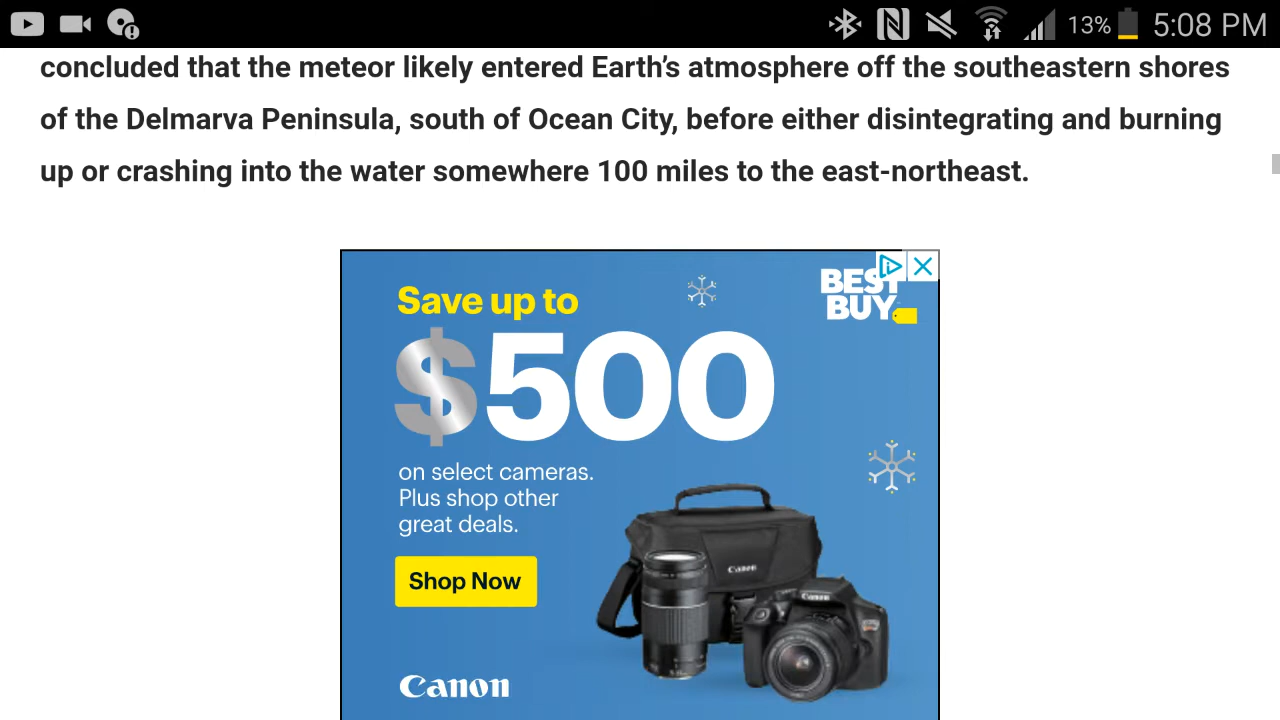 13% 5:08 PM
concluded that the meteor likely entered Earth's atmosphere off the southeastern shores
of the Delmarva Peninsula, south of Ocean City, before either disintegrating and burning
up or crashing into the water somewhere 100 miles to the east-northeast.
BEST
BUY
Save up to
$500
on select cameras.
Plus shop other
great deals.
Shop Now
Canon
Canon
Canon